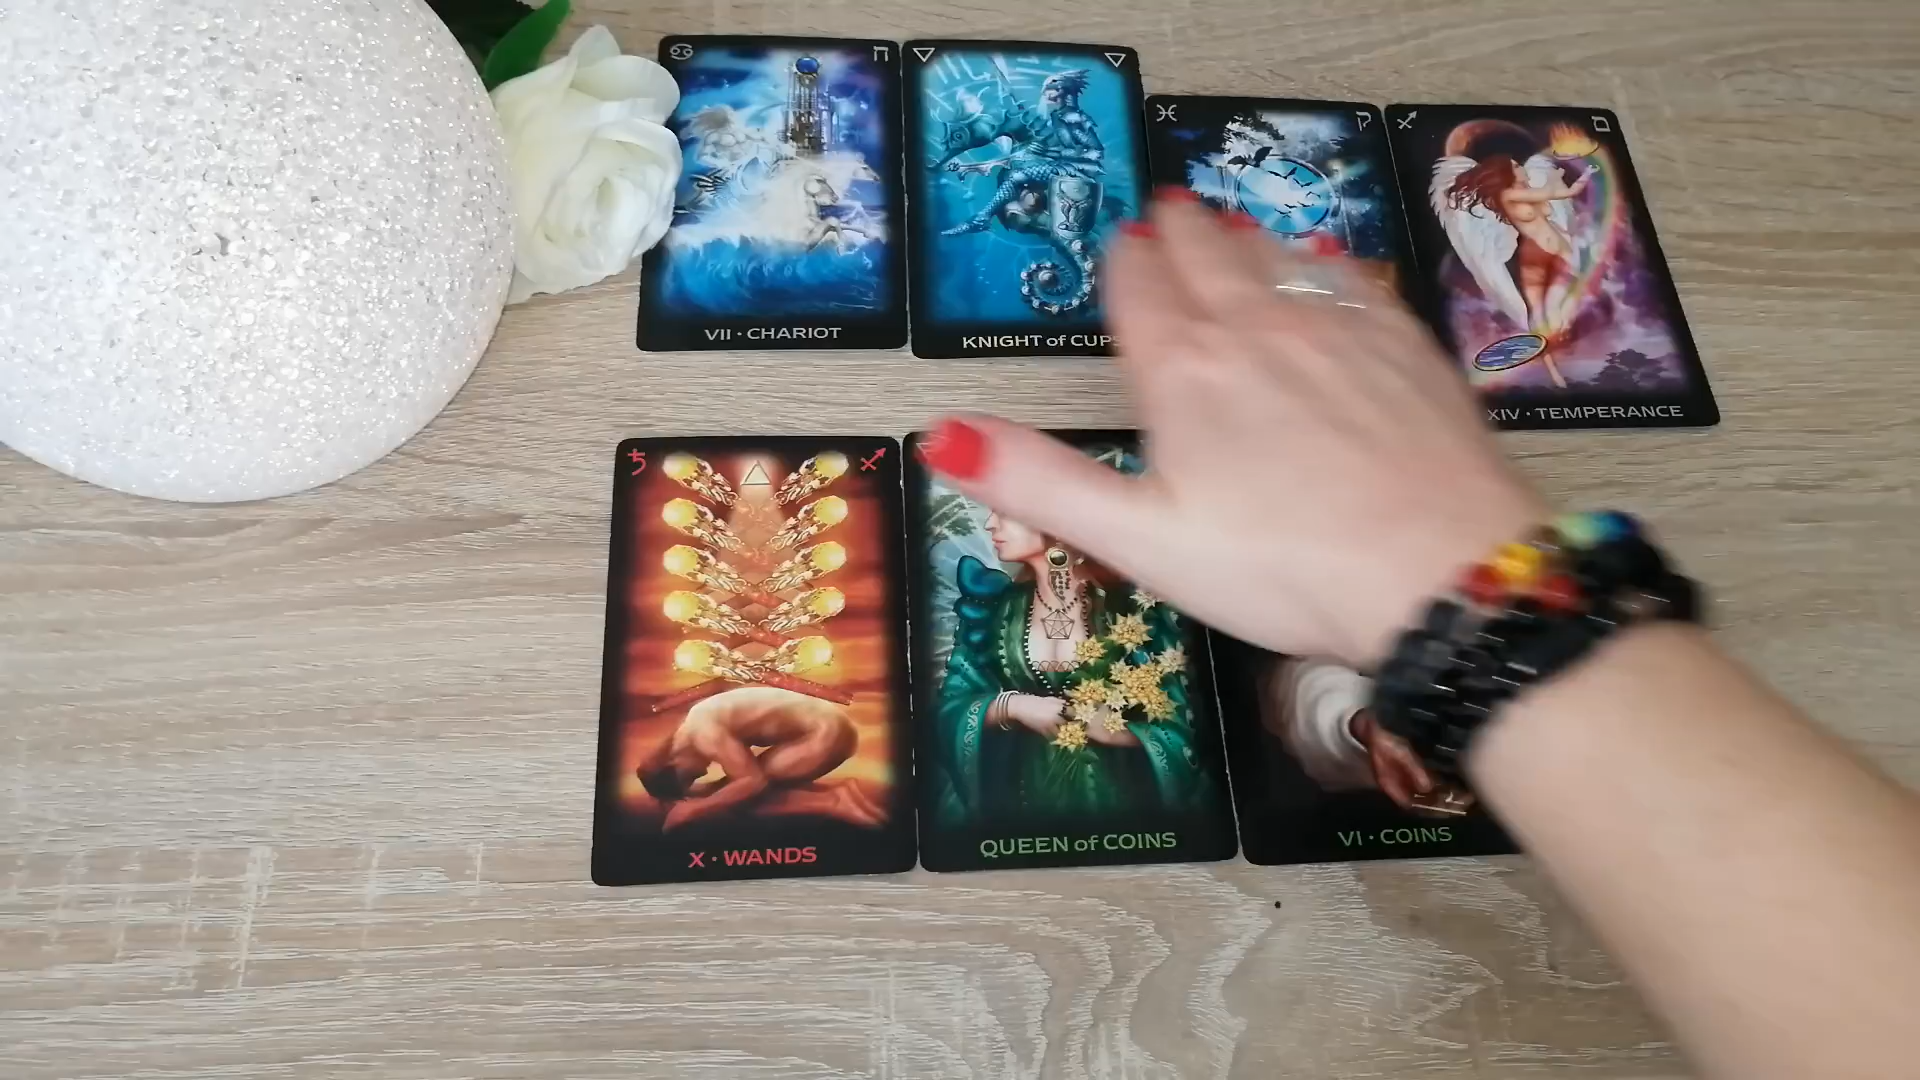 ♋ ח
VII · CHARIOT
KNIGHT of CUPS
♓ ק
♐ ס
XIV · TEMPERANCE
♄ ♐
X · WANDS
QUEEN of COINS
VI · COINS